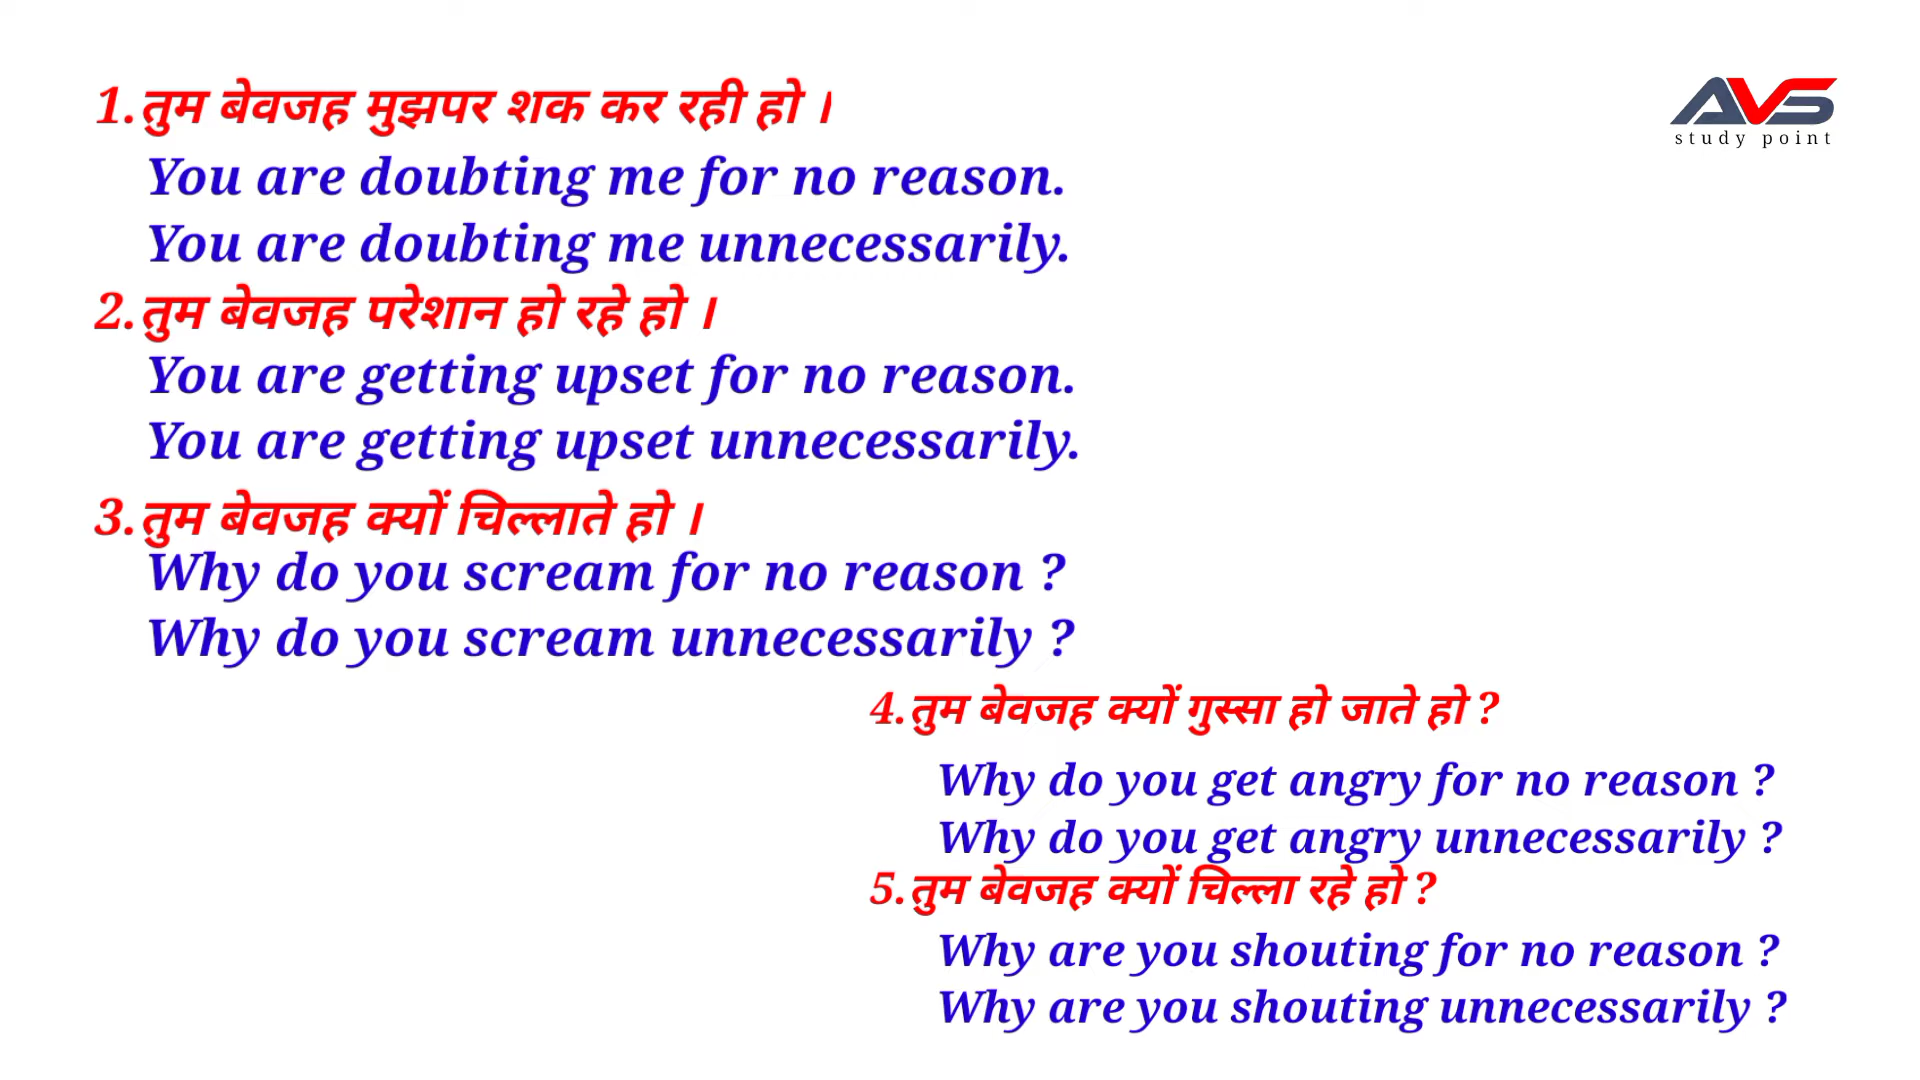 1.तुम बेवजह मुझपर शक कर रही हो ।
AVS
study point
You are doubting me for no reason.
You are doubting me unnecessarily.
2.तुम बेवजह परेशान हो रहे हो ।
You are getting upset for no reason.
You are getting upset unnecessarily.
3.तुम बेवजह क्यों चिल्लाते हो ।
Why do you scream for no reason ?
Why do you scream unnecessarily ?
4.तुम बेवजह क्यों गुस्सा हो जाते हो ?
Why do you get angry for no reason ?
Why do you get angry unnecessarily ?
5.तुम बेवजह क्यों चिल्ला रहे हो ?
Why are you shouting for no reason ?
Why are you shouting unnecessarily ?